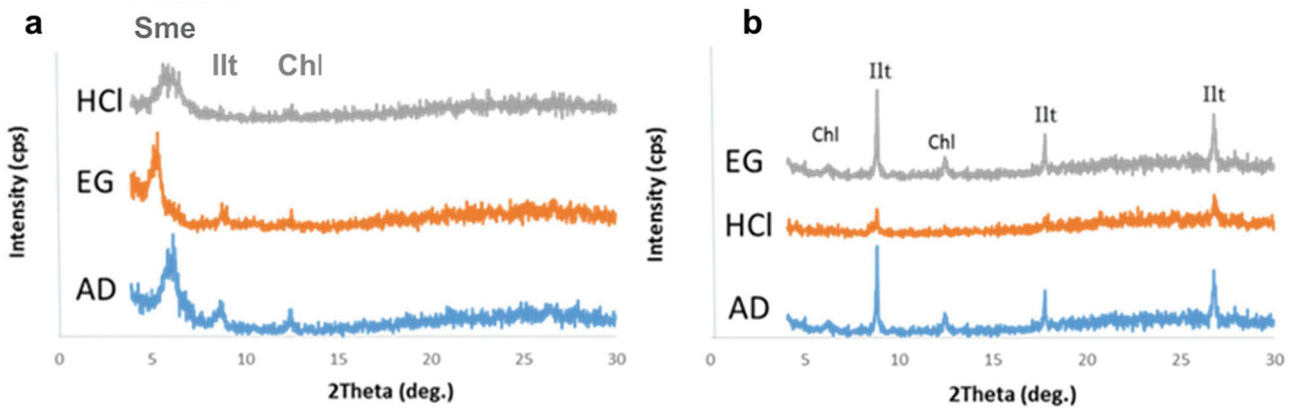 a
Sme
Ilt
Chl
HCl
EG
AD
Intensity (cps)
0 5 10 15 20 25 30
2Theta (deg.)
b
Ilt
Chl
Chl
Ilt
Ilt
EG
HCl
AD
Intensity (cps)
0 5 10 15 20 25 30
2Theta (deg.)